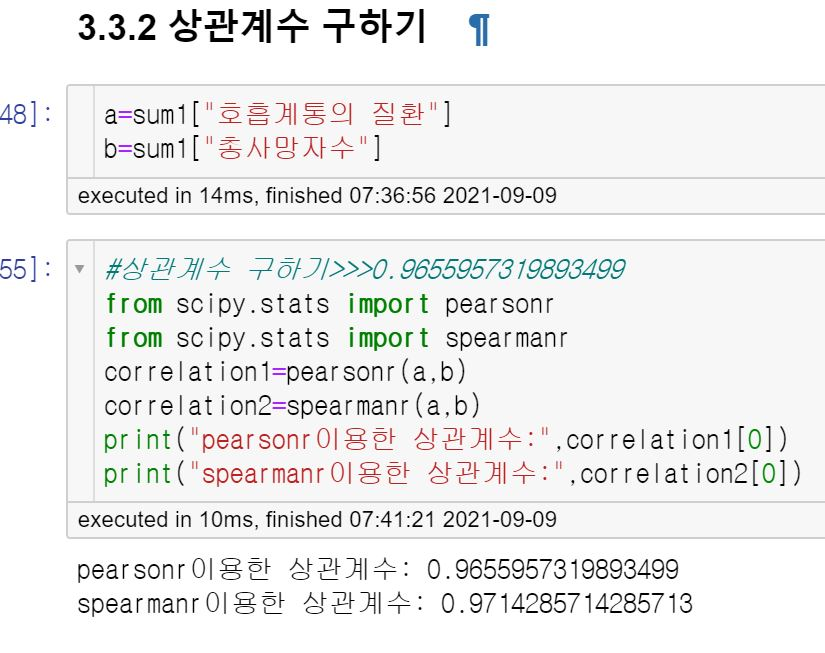 3.3.2 상관계수 구하기 ¶
48]:
a=sum1["호흡계통의 질환"]
b=sum1["총사망자수"]
executed in 14ms, finished 07:36:56 2021-09-09
55]:
#상관계수 구하기>>>0.9655957319893499
from scipy.stats import pearsonr
from scipy.stats import spearmanr
correlation1=pearsonr(a,b)
correlation2=spearmanr(a,b)
print("pearsonr이용한 상관계수:",correlation1[0])
print("spearmanr이용한 상관계수:",correlation2[0])
executed in 10ms, finished 07:41:21 2021-09-09
pearsonr이용한 상관계수: 0.9655957319893499
spearmanr이용한 상관계수: 0.9714285714285713